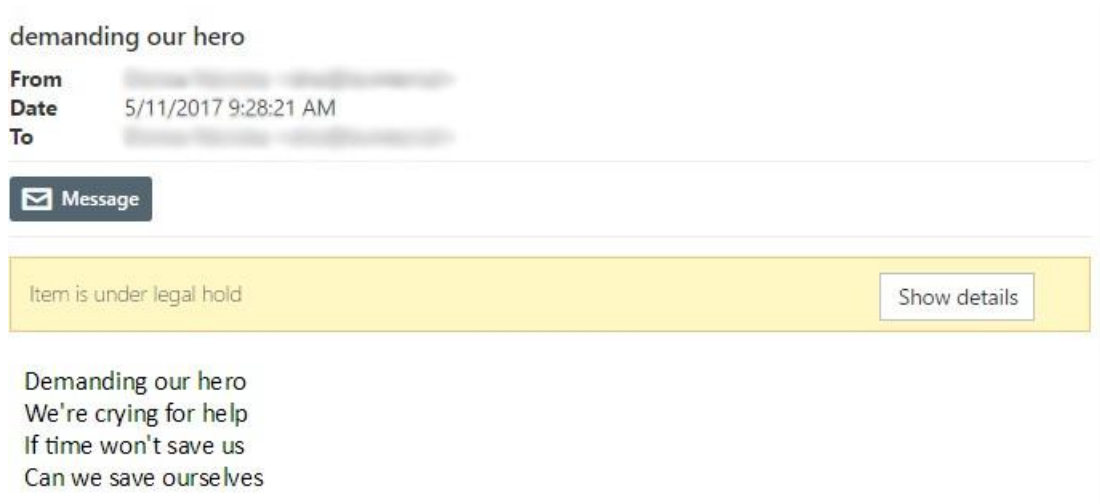 demanding our hero
From
Date 5/11/2017 9:28:21 AM
To
Message
Item is under legal hold Show details
Demanding our hero
We're crying for help
If time won't save us
Can we save ourselves